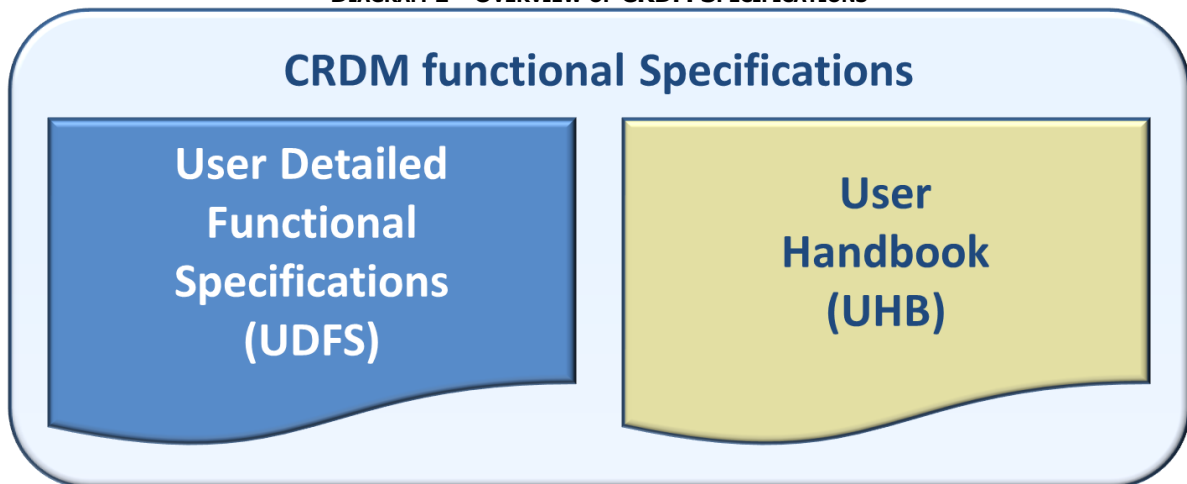 CRDM functional Specifications
User Detailed
Functional
Specifications
(UDFS)
User
Handbook
(UHB)